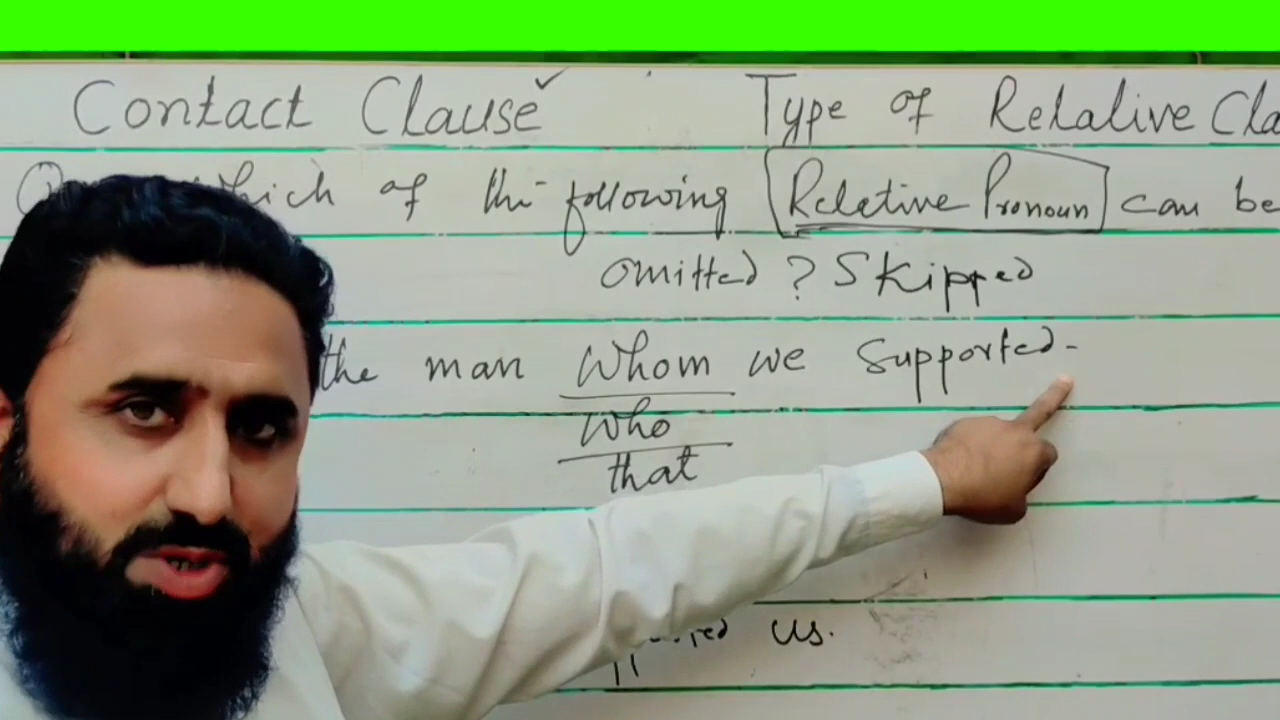 Contact Clause Type of Relative Cla
which of the following Relative Pronoun can be
omitted? Skipped
the man whom we supported-
who
that
us.